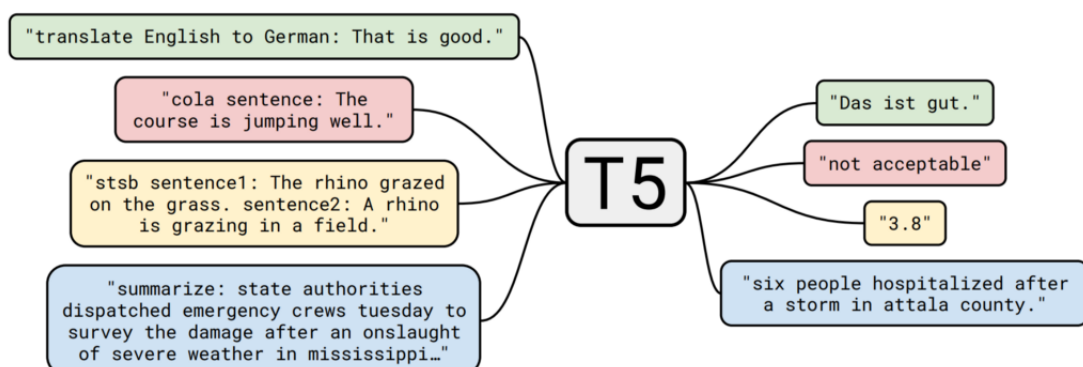 "translate English to German: That is good."
"cola sentence: The
course is jumping well."
"stsb sentence1: The rhino grazed
on the grass. sentence2: A rhino
is grazing in a field."
"summarize: state authorities
dispatched emergency crews tuesday to
survey the damage after an onslaught
of severe weather in mississippi…"
T5
"Das ist gut."
"not acceptable"
"3.8"
"six people hospitalized after
a storm in attala county."